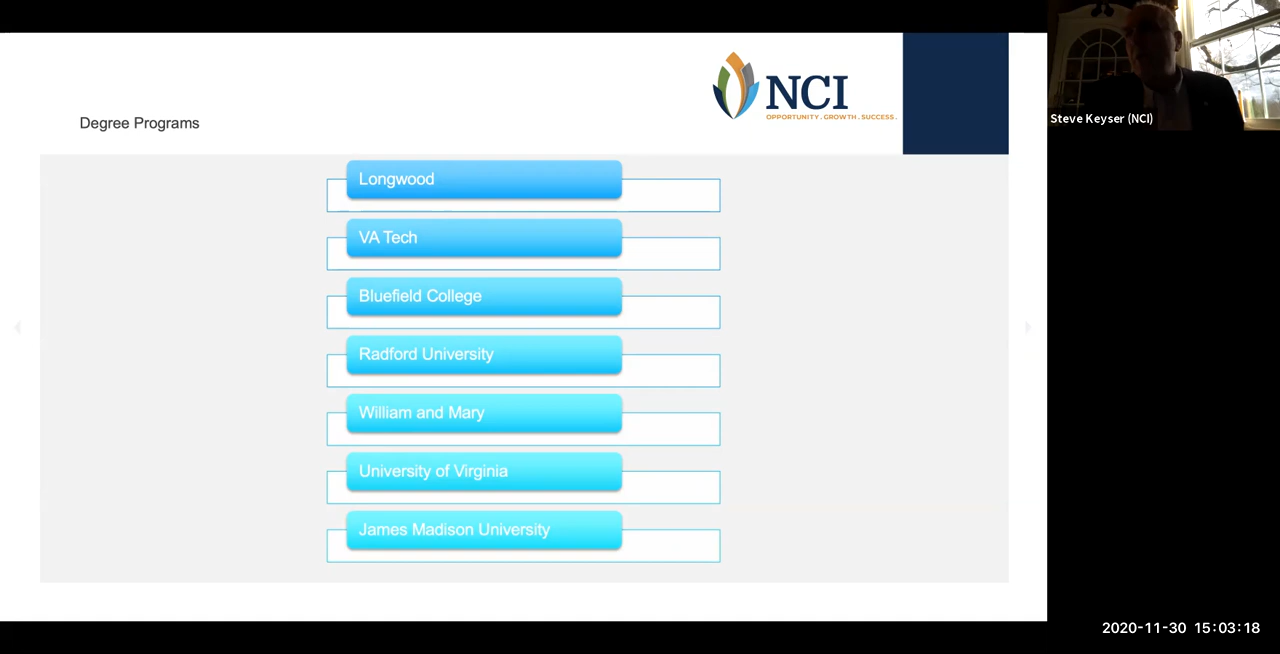 NCI
OPPORTUNITY. GROWTH. SUCCESS.
Degree Programs
Longwood
VA Tech
Bluefield College
Radford University
William and Mary
University of Virginia
James Madison University
Steve Keyser (NCI)
2020-11-30 15:03:18